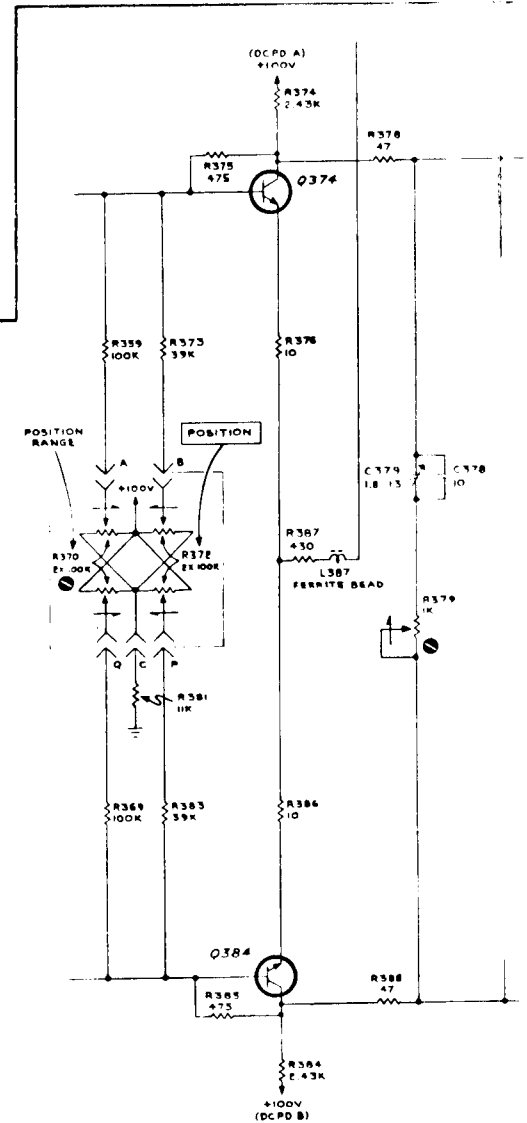 (DCPD A)
+100V
R374
2.43K
R378
47
R375
475
Q374
R359
100K
R373
39K
R376
10
POSITION
RANGE
POSITION
A
B
+100V
C379
1.8-13
C378
10
R387
430
R370
2X100K
R372
2X100K
L387
FERRITE BEAD
R379
1K
Q
C
P
R381
11K
R369
100K
R383
39K
R386
10
Q384
R385
475
R388
47
R384
2.43K
+100V
(DCPD B)